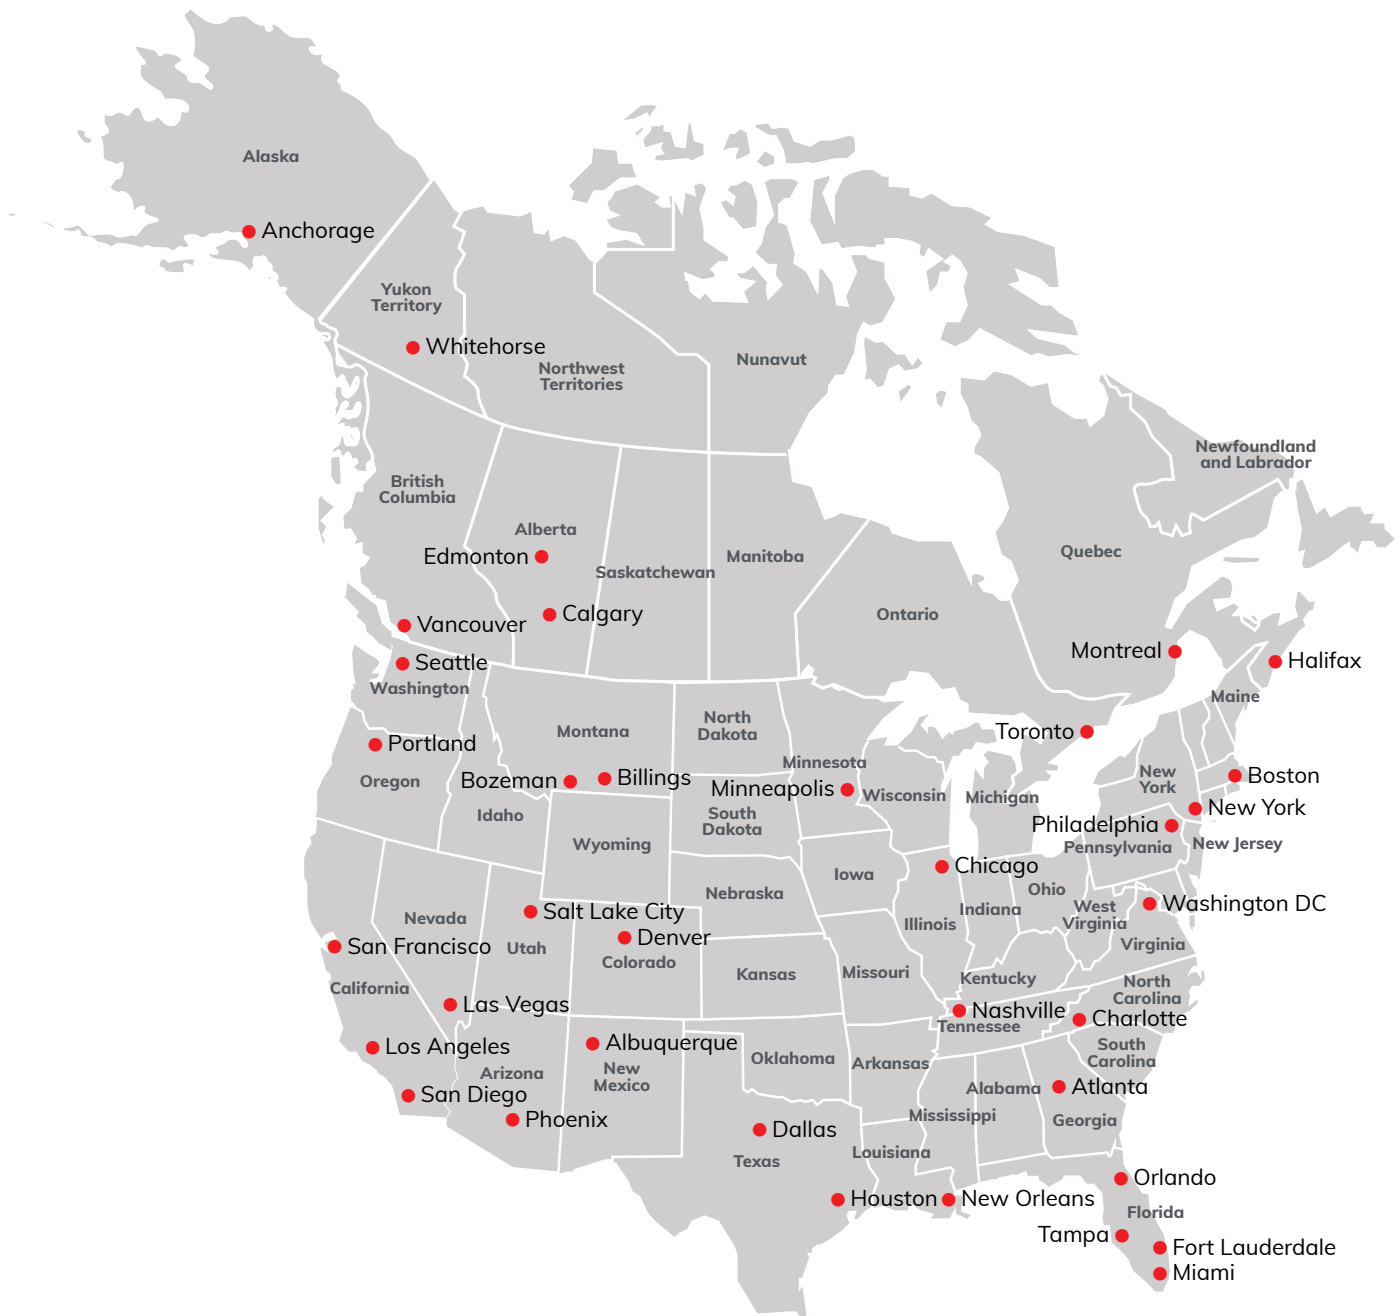 Alaska
Anchorage
Yukon
Territory
Whitehorse
Northwest
Territories
Nunavut
Newfoundland
and Labrador
British
Columbia
Alberta
Edmonton
Saskatchewan
Manitoba
Quebec
Ontario
Calgary
Vancouver
Montreal
Halifax
Seattle
Washington
Maine
Montana
North
Dakota
Toronto
Portland
Oregon
Bozeman
Billings
Minnesota
Minneapolis
Wisconsin
Michigan
New
York
Boston
New York
Idaho
South
Dakota
Philadelphia
Pennsylvania
New Jersey
Wyoming
Iowa
Chicago
Nebraska
Ohio
Indiana
West
Virginia
Washington DC
Nevada
Salt Lake City
Utah
Denver
Colorado
Illinois
Virginia
San Francisco
California
Kansas
Missouri
Kentucky
North
Carolina
Las Vegas
Nashville
Tennessee
Charlotte
Los Angeles
Albuquerque
New
Mexico
Arizona
Oklahoma
Arkansas
South
Carolina
San Diego
Alabama
Atlanta
Phoenix
Mississippi
Georgia
Dallas
Texas
Louisiana
Orlando
Houston
New Orleans
Florida
Tampa
Fort Lauderdale
Miami